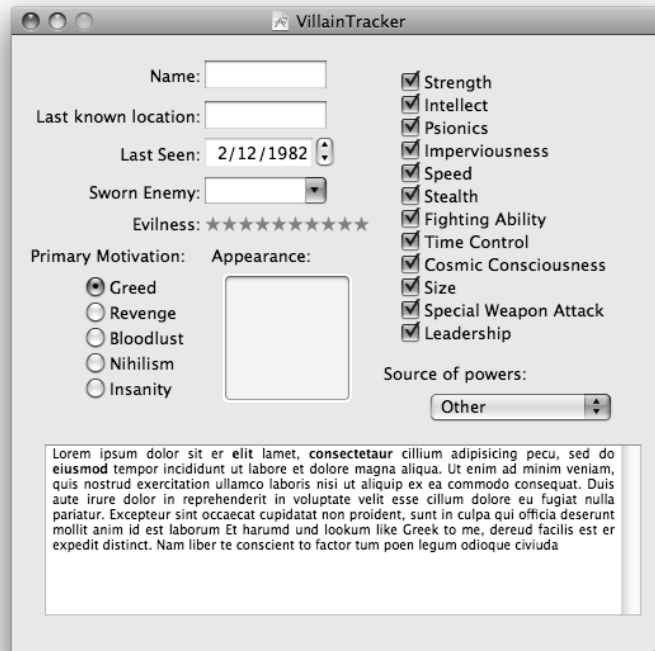 VillainTracker
Name:
Last known location:
Last Seen: 2/12/1982
Sworn Enemy:
Evilness:
Primary Motivation:
Greed
Revenge
Bloodlust
Nihilism
Insanity
Appearance:
Strength
Intellect
Psionics
Imperviousness
Speed
Stealth
Fighting Ability
Time Control
Cosmic Consciousness
Size
Special Weapon Attack
Leadership
Source of powers:
Other
Lorem ipsum dolor sit er elit lamet, consectetaur cillium adipisicing pecu, sed do
eiusmod tempor incididunt ut labore et dolore magna aliqua. Ut enim ad minim veniam,
quis nostrud exercitation ullamco laboris nisi ut aliquip ex ea commodo consequat. Duis
aute irure dolor in reprehenderit in voluptate velit esse cillum dolore eu fugiat nulla
pariatur. Excepteur sint occaecat cupidatat non proident, sunt in culpa qui officia deserunt
mollit anim id est laborum Et harumd und lookum like Greek to me, dereud facilis est er
expedit distinct. Nam liber te conscient to factor tum poen legum odioque civiuda